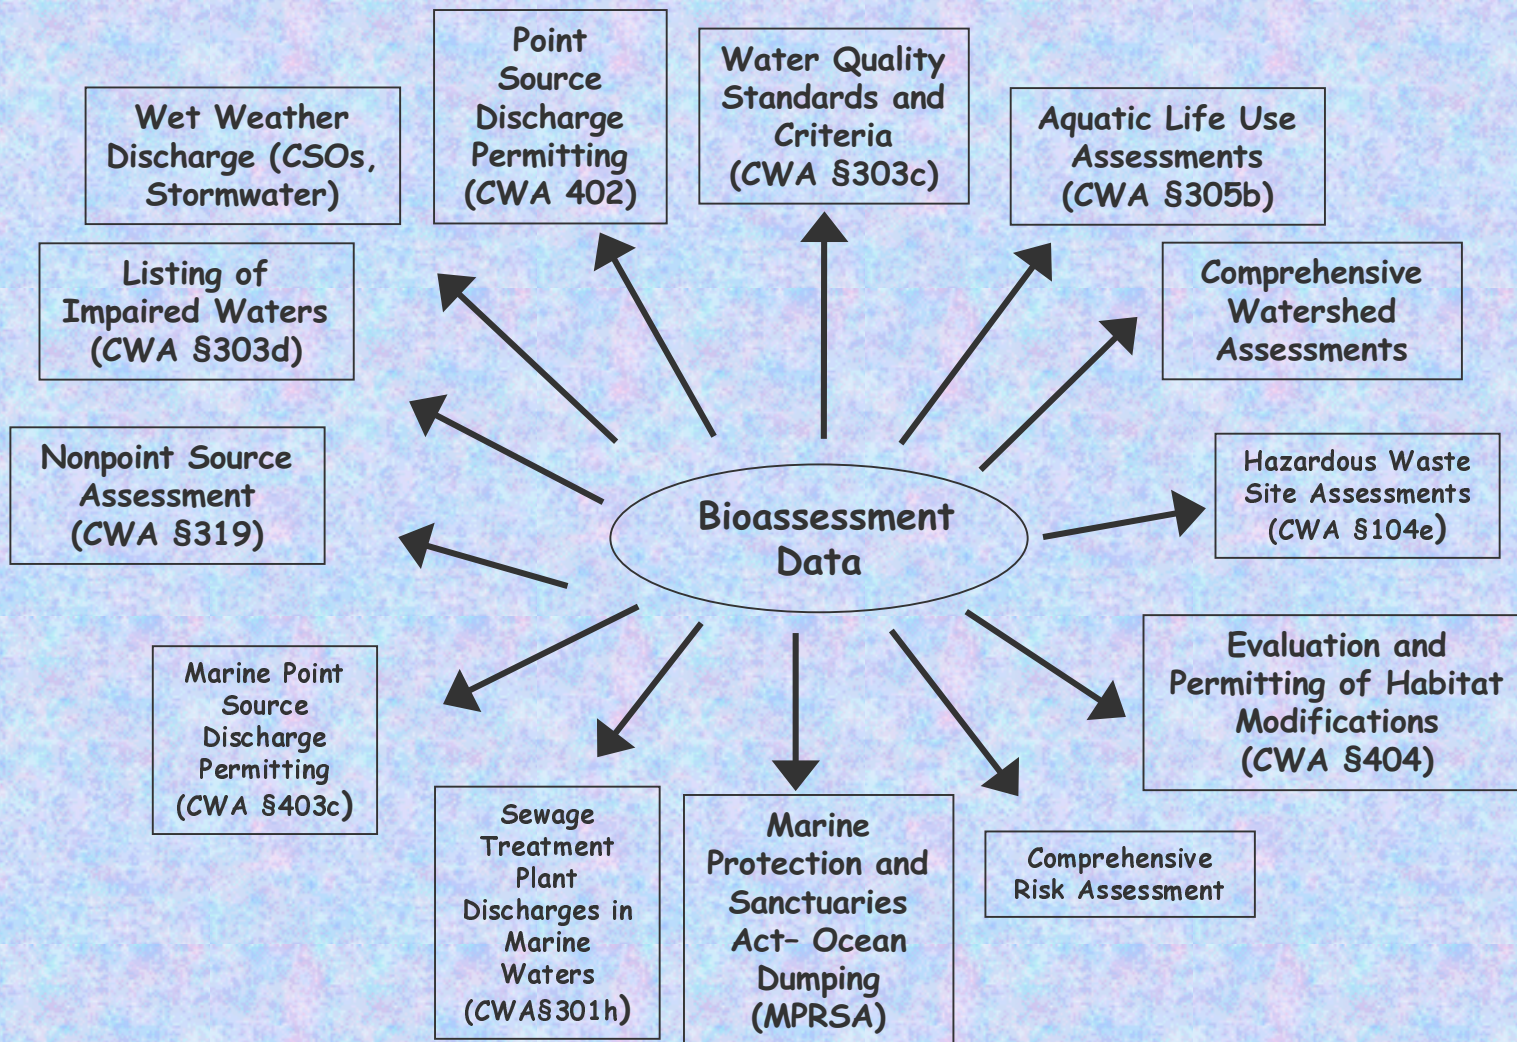 Point
Source
Discharge
Permitting
(CWA 402)
Water Quality
Standards and
Criteria
(CWA §303c)
Wet Weather
Discharge (CSOs,
Stormwater)
Aquatic Life Use
Assessments
(CWA §305b)
Listing of
Impaired Waters
(CWA §303d)
Comprehensive
Watershed
Assessments
Nonpoint Source
Assessment
(CWA §319)
Hazardous Waste
Site Assessments
(CWA §104e)
Bioassessment
Data
Marine Point
Source
Discharge
Permitting
(CWA §403c)
Evaluation and
Permitting of Habitat
Modifications
(CWA §404)
Sewage
Treatment
Plant
Discharges in
Marine
Waters
(CWA§301h)
Marine
Protection and
Sanctuaries
Act– Ocean
Dumping
(MPRSA)
Comprehensive
Risk Assessment